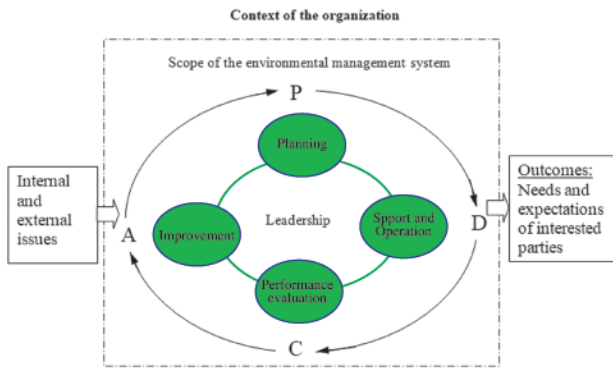 Context of the organization
Scope of the environmental management system
P
Planning
Internal
and
external
issues
A
Improvement
Leadership
Spport and
Operation
D
Outcomes:
Needs and
expectations
of interested
parties
Performance
evaluation
C